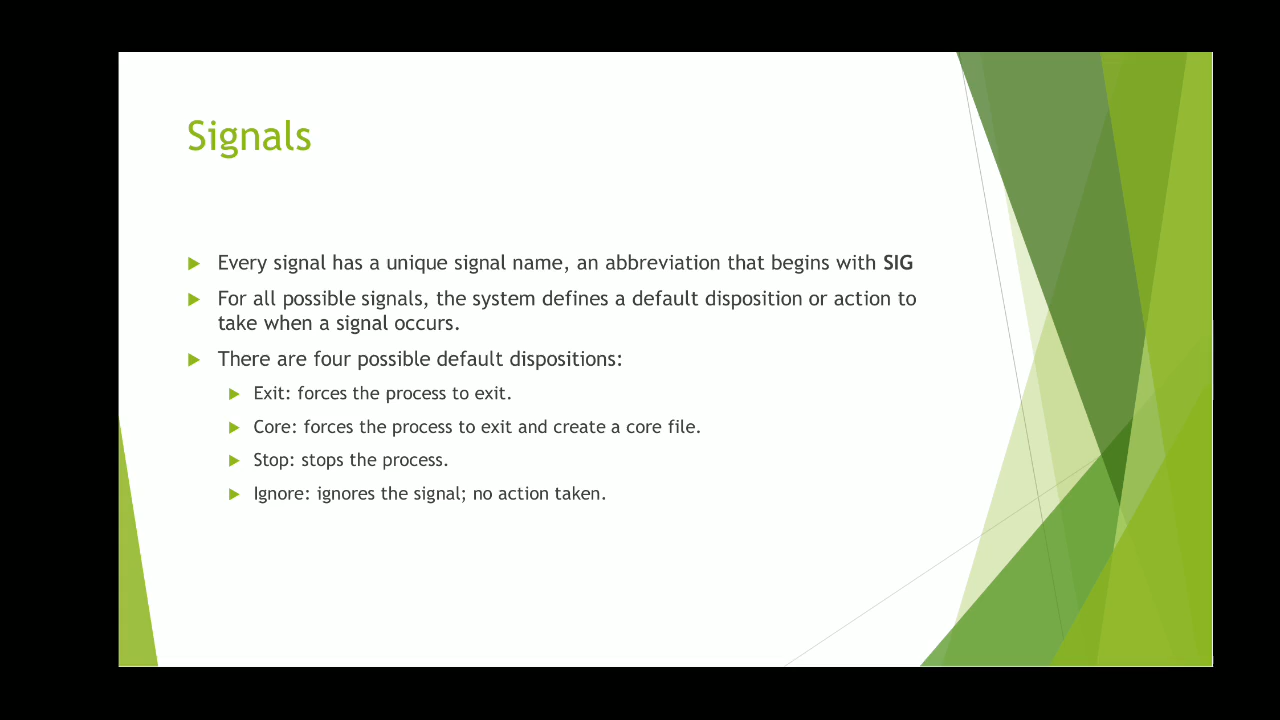 Signals
Every signal has a unique signal name, an abbreviation that begins with SIG
For all possible signals, the system defines a default disposition or action to
take when a signal occurs.
There are four possible default dispositions:
Exit: forces the process to exit.
Core: forces the process to exit and create a core file.
Stop: stops the process.
Ignore: ignores the signal; no action taken.